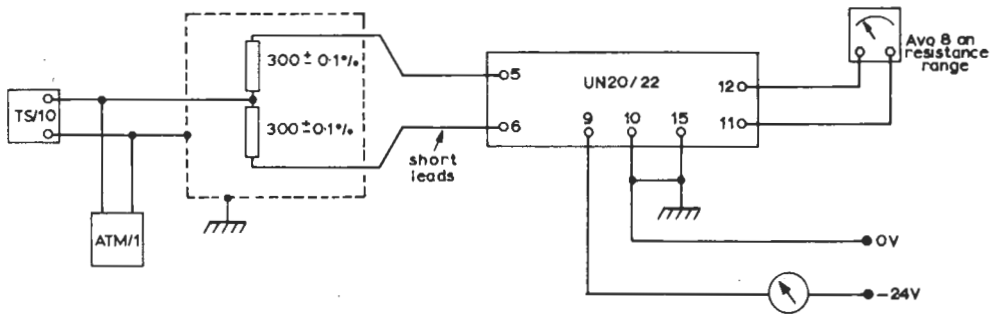 300 ± 0·1%
5
Avo 8 on
resistance
range
UN20/22
12
TS/10
300 ± 0·1%
6
9
10
15
11
short
leads
ATM/1
0V
-24V